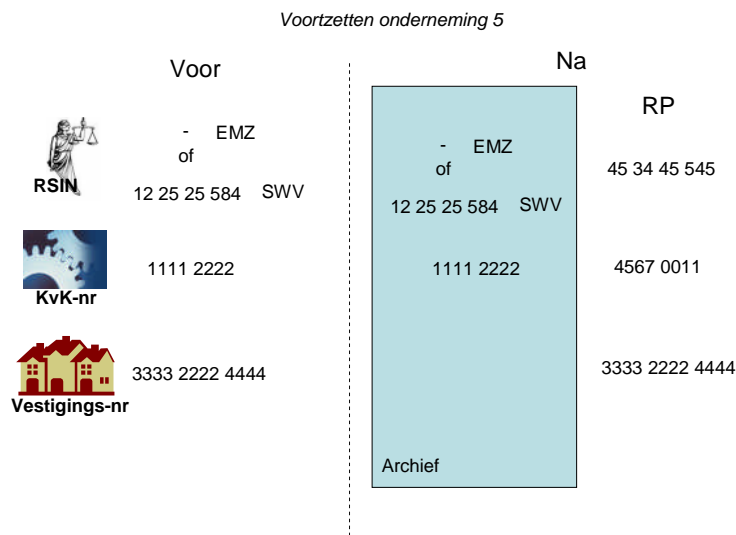 Voortzetten onderneming 5
Voor
Na
RP
RSIN
- EMZ
of
12 25 25 584 SWV
- EMZ
of
12 25 25 584 SWV
45 34 45 545
KvK-nr
1111 2222
1111 2222
4567 0011
Vestigings-nr
3333 2222 4444
3333 2222 4444
Archief